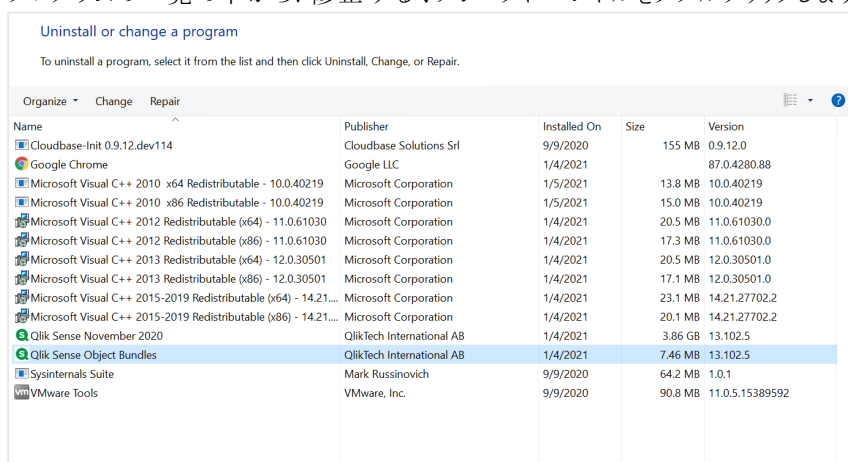 Uninstall or change a program
To uninstall a program, select it from the list and then click Uninstall, Change, or Repair.
Organize Change Repair
Name Publisher Installed On Size Version
Cloudbase-Init 0.9.12.dev114 Cloudbase Solutions Srl 9/9/2020 155 MB 0.9.12.0
Google Chrome Google LLC 1/4/2021 87.0.4280.88
Microsoft Visual C++ 2010 x64 Redistributable - 10.0.40219 Microsoft Corporation 1/5/2021 13.8 MB 10.0.40219
Microsoft Visual C++ 2010 x86 Redistributable - 10.0.40219 Microsoft Corporation 1/5/2021 15.0 MB 10.0.40219
Microsoft Visual C++ 2012 Redistributable (x64) - 11.0.61030 Microsoft Corporation 1/4/2021 20.5 MB 11.0.61030.0
Microsoft Visual C++ 2012 Redistributable (x86) - 11.0.61030 Microsoft Corporation 1/4/2021 17.3 MB 11.0.61030.0
Microsoft Visual C++ 2013 Redistributable (x64) - 12.0.30501 Microsoft Corporation 1/4/2021 20.5 MB 12.0.30501.0
Microsoft Visual C++ 2013 Redistributable (x86) - 12.0.30501 Microsoft Corporation 1/4/2021 17.1 MB 12.0.30501.0
Microsoft Visual C++ 2015-2019 Redistributable (x64) - 14.21.... Microsoft Corporation 1/4/2021 23.1 MB 14.21.27702.2
Microsoft Visual C++ 2015-2019 Redistributable (x86) - 14.21.... Microsoft Corporation 1/4/2021 20.1 MB 14.21.27702.2
Qlik Sense November 2020 QlikTech International AB 1/4/2021 3.86 GB 13.102.5
Qlik Sense Object Bundles QlikTech International AB 1/4/2021 7.46 MB 13.102.5
Sysinternals Suite Mark Russinovich 9/9/2020 64.2 MB 1.0.1
vm VMware Tools VMware, Inc. 9/9/2020 90.8 MB 11.0.5.15389592